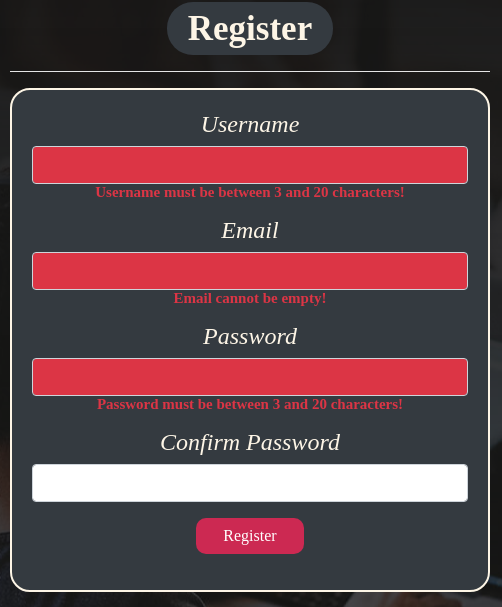 Register
Username
Username must be between 3 and 20 characters!
Email
Email cannot be empty!
Password
Password must be between 3 and 20 characters!
Confirm Password
Register